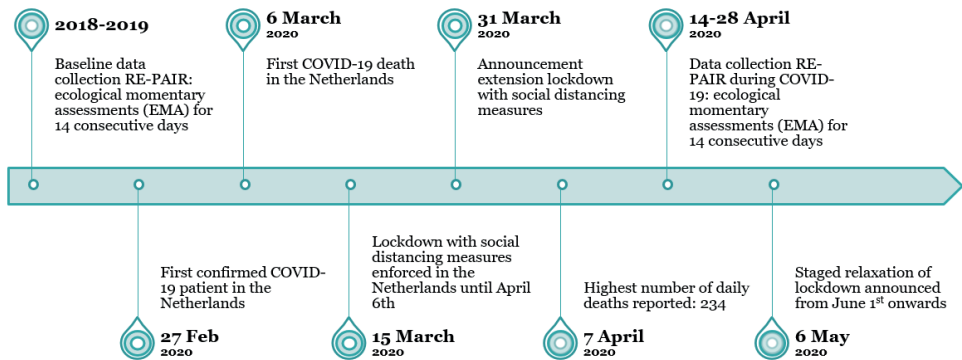 2018-2019
Baseline data
collection RE-PAIR:
ecological momentary
assessments (EMA) for
14 consecutive days
6 March
2020
First COVID-19 death
in the Netherlands
31 March
2020
Announcement
extension lockdown
with social distancing
measures
14-28 April
2020
Data collection RE-
PAIR during COVID-
19: ecological
momentary
assessments (EMA) for
14 consecutive days
First confirmed COVID-
19 patient in the
Netherlands
27 Feb
2020
Lockdown with social
distancing measures
enforced in the
Netherlands until April
6th
15 March
2020
Highest number of daily
deaths reported: 234
7 April
2020
Staged relaxation of
lockdown announced
from June 1st onwards
6 May
2020